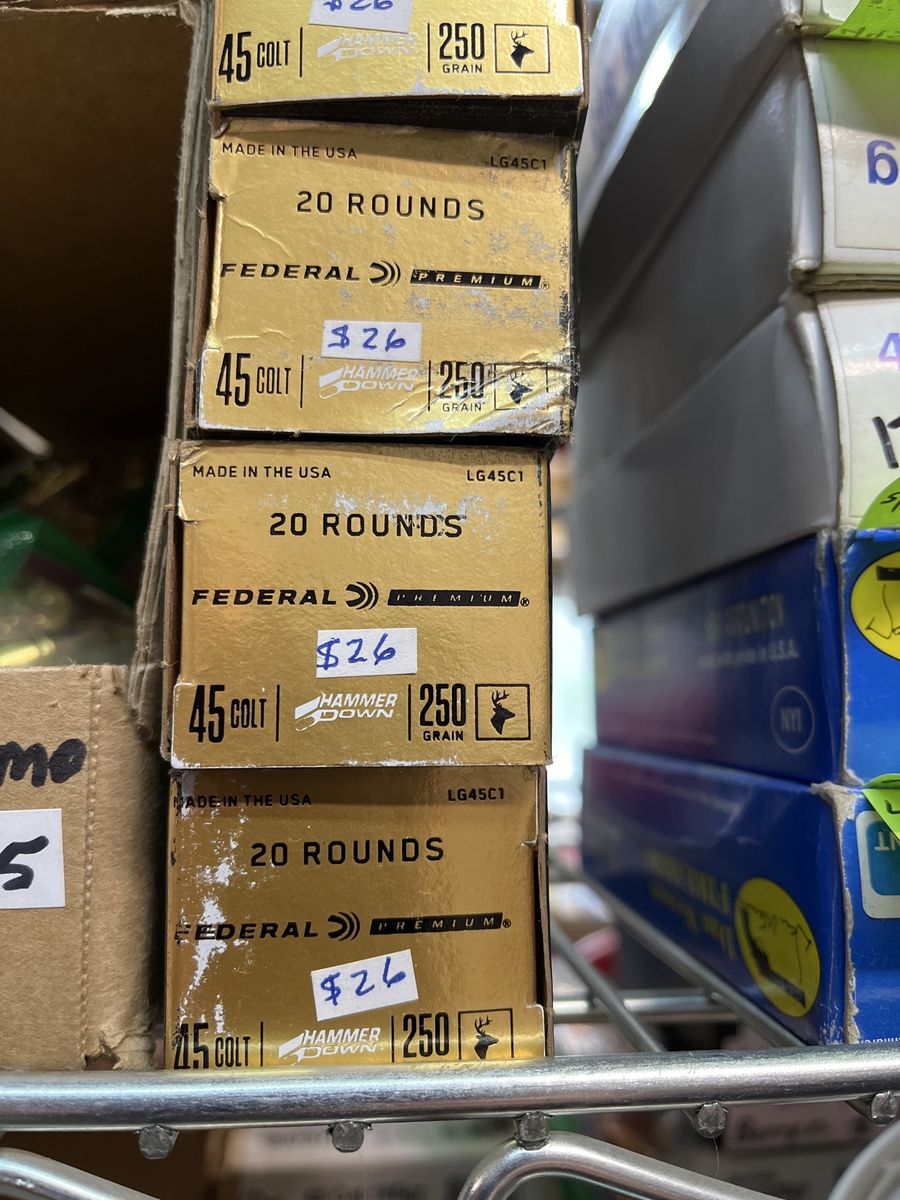 $26
45 COLT HAMMER DOWN 250 GRAIN
MADE IN THE USA LG45C1
20 ROUNDS
FEDERAL PREMIUM®
$26
45 COLT HAMMER DOWN 250 GRAIN
MADE IN THE USA LG45C1
20 ROUNDS
FEDERAL PREMIUM®
$26
45 COLT HAMMER DOWN 250 GRAIN
MADE IN THE USA LG45C1
20 ROUNDS
FEDERAL PREMIUM®
$26
45 COLT HAMMER DOWN 250
5